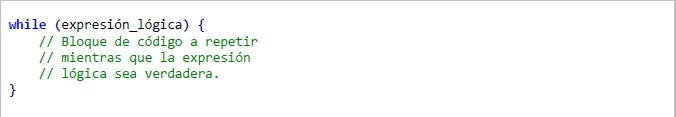 while (expresión_lógica) {
    // Bloque de código a repetir
    // mientras que la expresión
    // lógica sea verdadera.
}